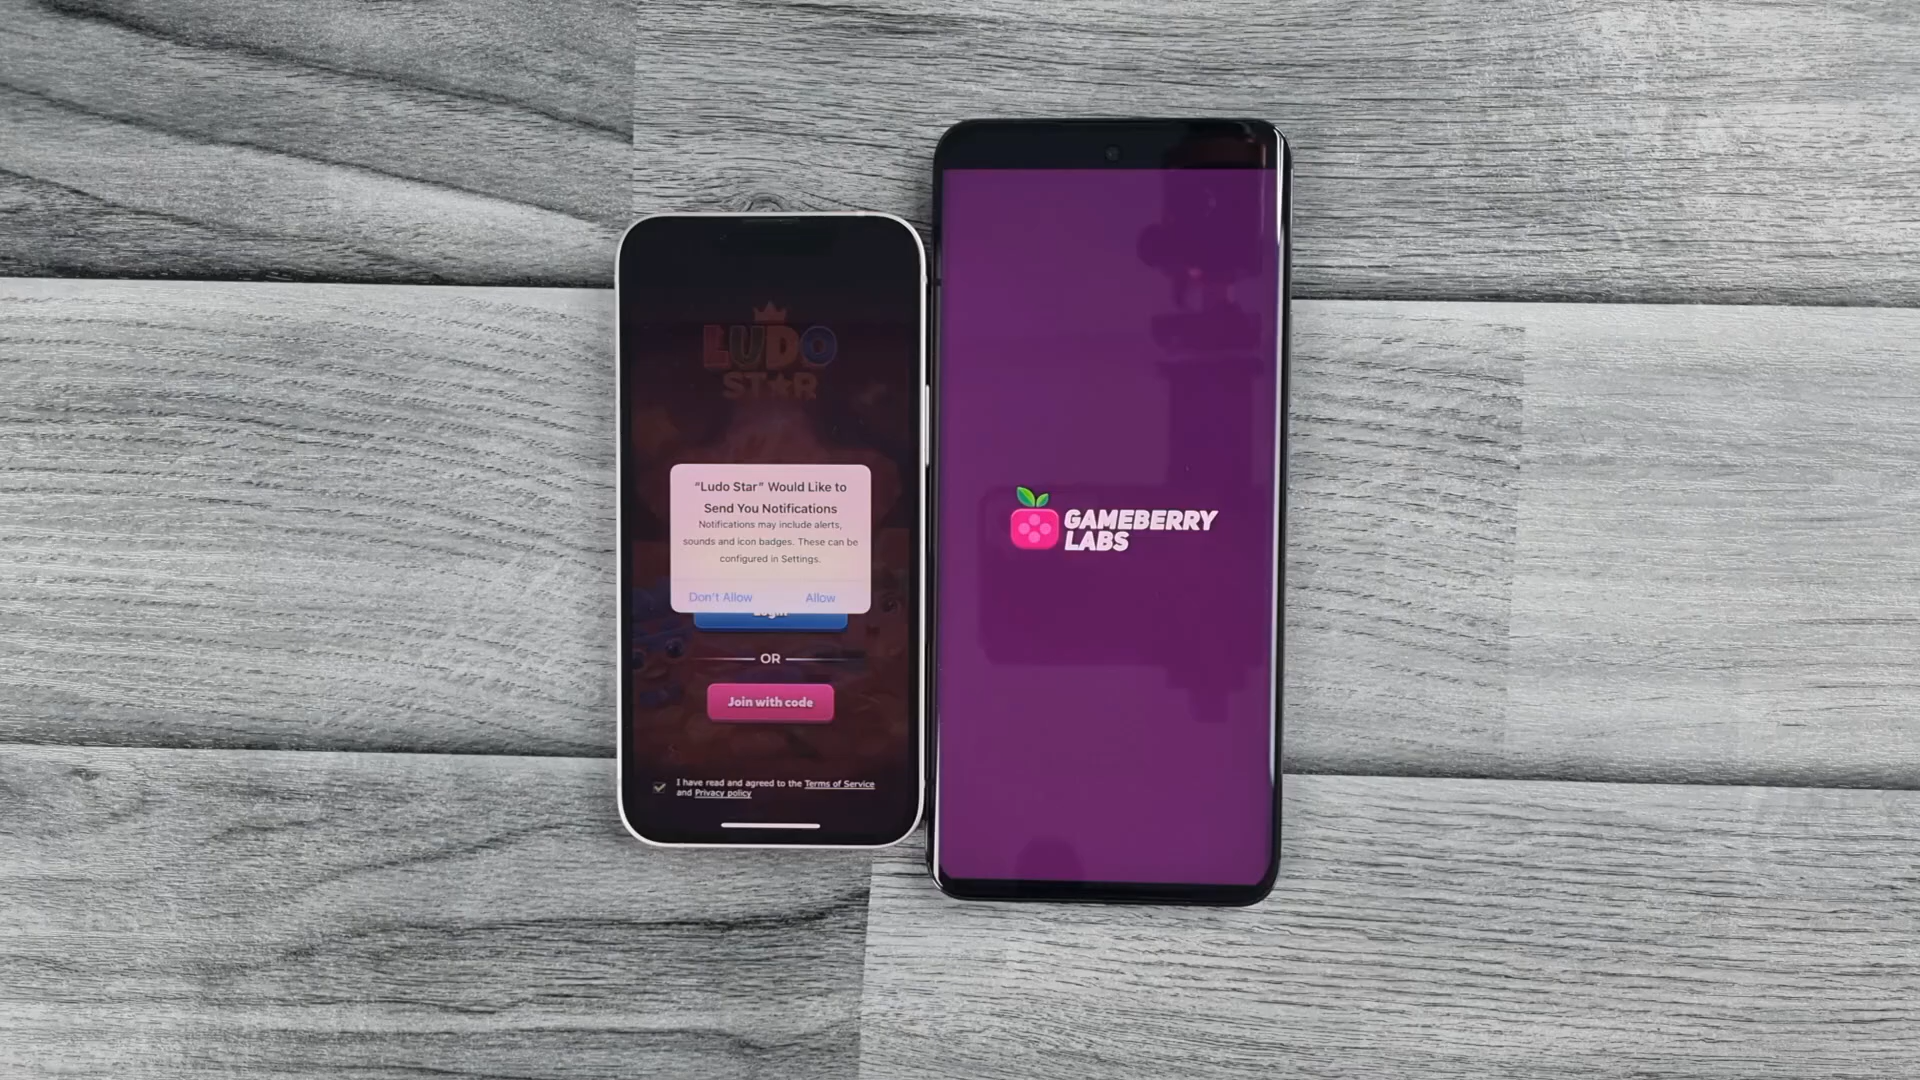 LUDO
STAR
"Ludo Star" Would Like to
Send You Notifications
Notifications may include alerts,
sounds and icon badges. These can be
configured in Settings.
Don't Allow
Allow
Login
OR
Join with code
I have read and agreed to the Terms of Service
and Privacy policy
GAMEBERRY
LABS